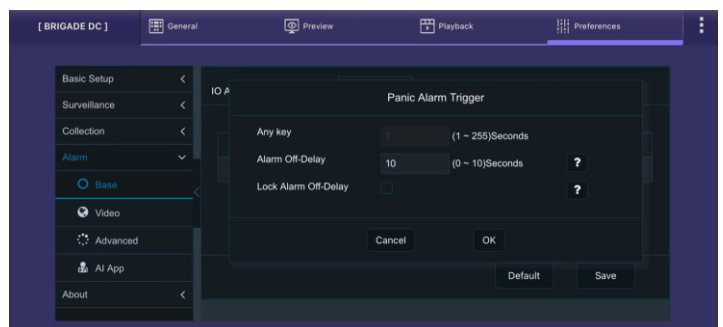 [ BRIGADE DC ] General Preview Playback Preferences
Basic Setup
IO A
Panic Alarm Trigger
Surveillance
Collection
Any key 1 (1 ~ 255)Seconds
Alarm
Alarm Off-Delay 10 (0 ~ 10)Seconds ?
Base
Lock Alarm Off-Delay ?
Video
Advanced
Cancel OK
AI App
Default Save
About